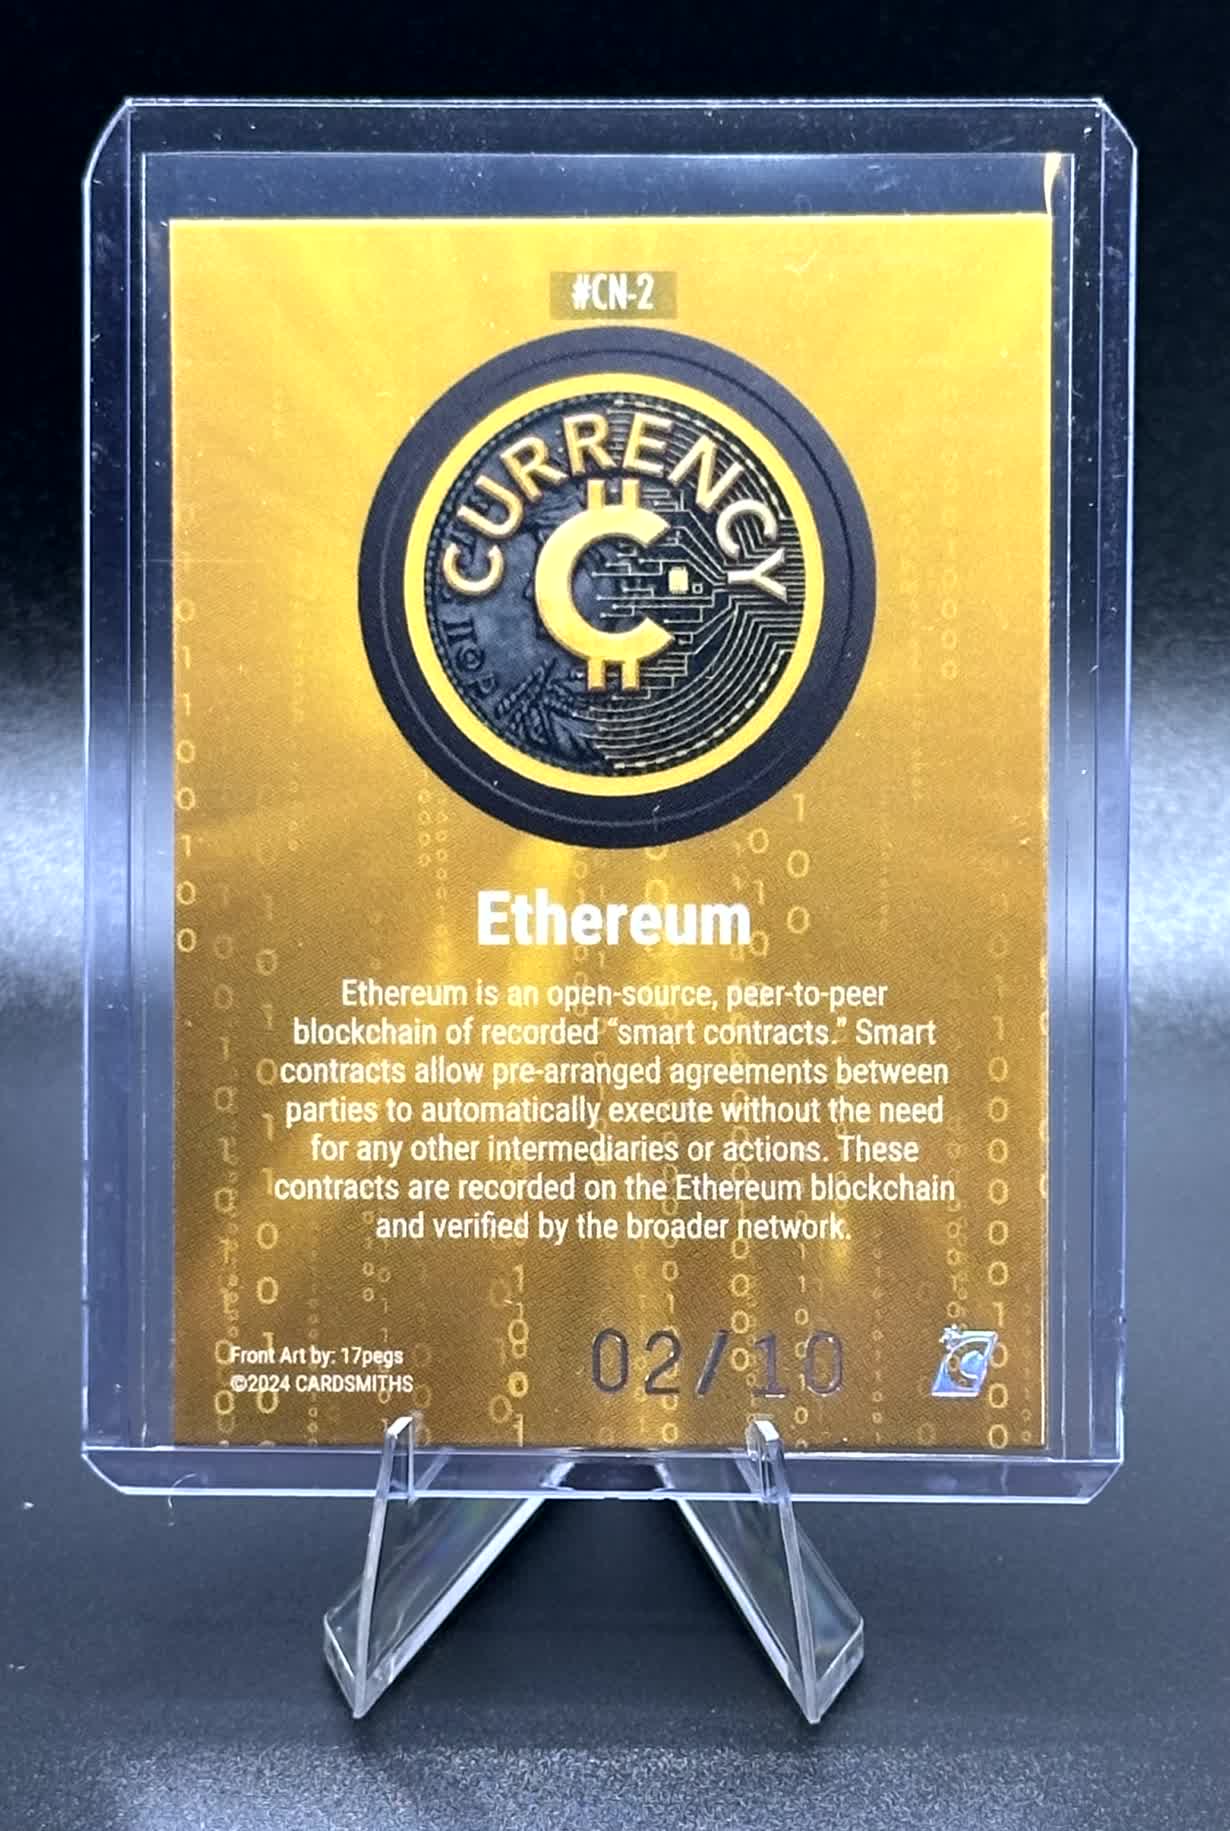 #CN-2
CURRENCY
Ethereum
Ethereum is an open-source, peer-to-peer
blockchain of recorded “smart contracts.” Smart
contracts allow pre-arranged agreements between
parties to automatically execute without the need
for any other intermediaries or actions. These
contracts are recorded on the Ethereum blockchain
and verified by the broader network.
Front Art by: 17pegs
©2024 CARDSMITHS
02/10